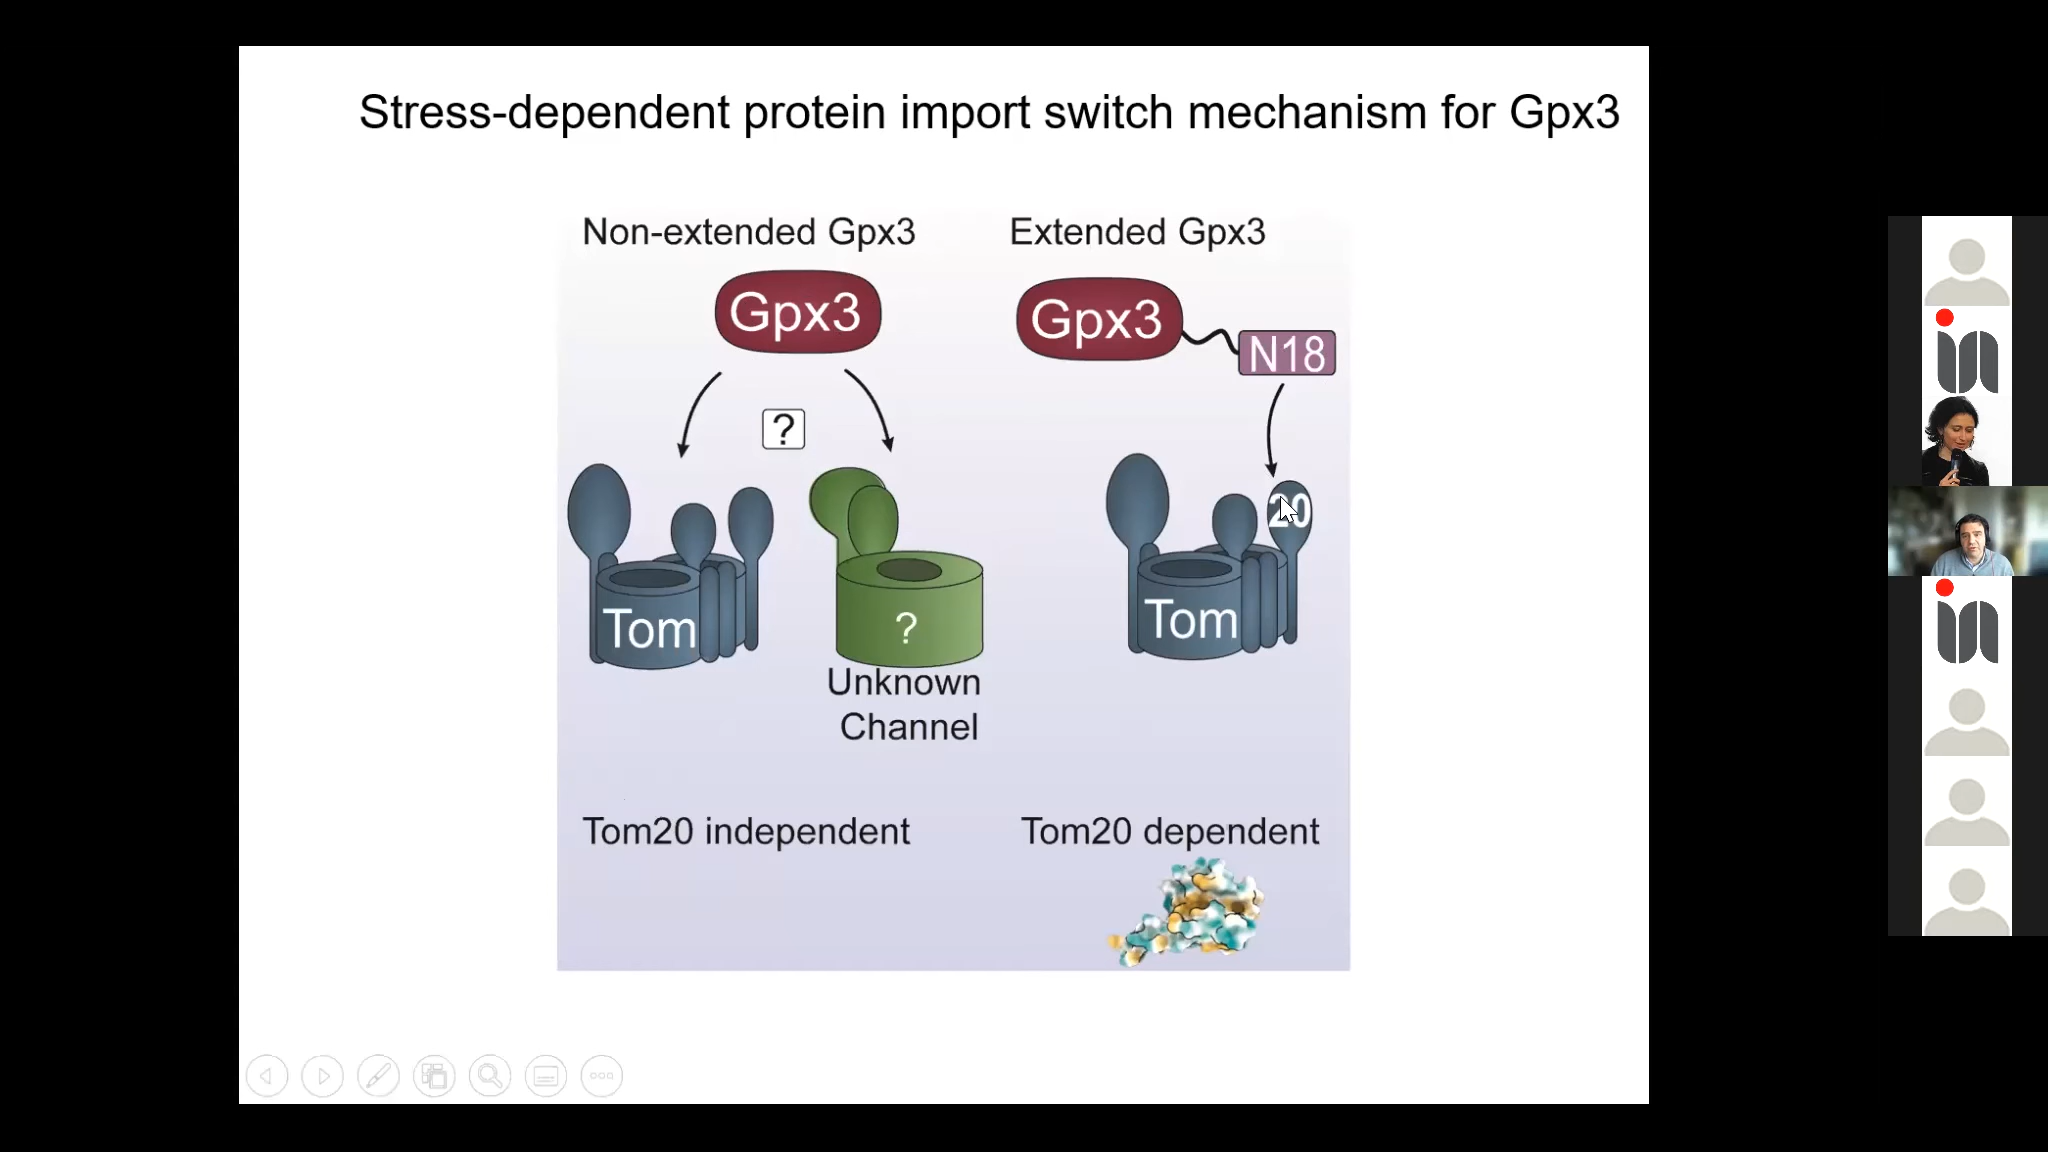 Stress-dependent protein import switch mechanism for Gpx3
Non-extended Gpx3
Extended Gpx3
Gpx3
Gpx3
N18
?
20
Tom
?
Tom
Unknown
Channel
Tom20 independent
Tom20 dependent